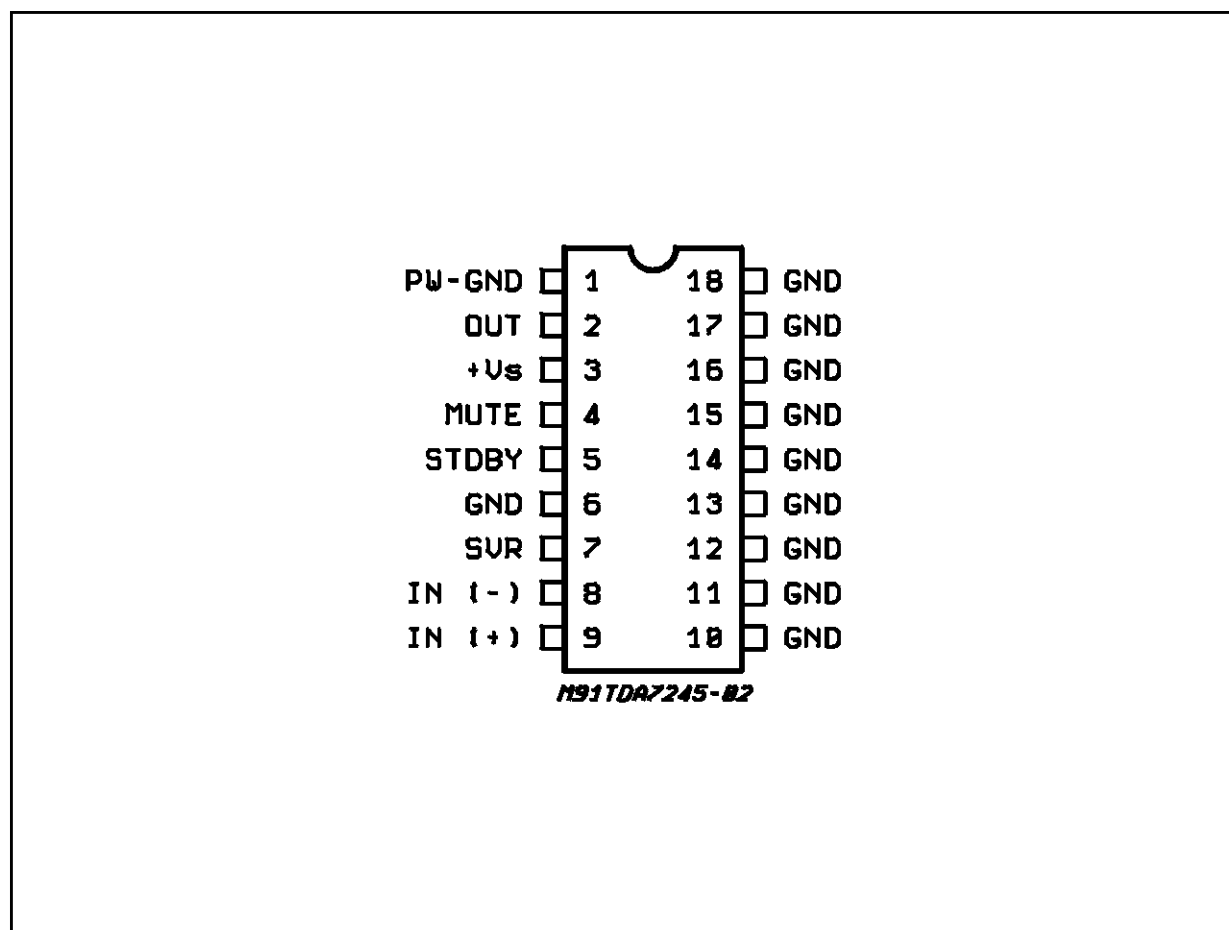 PW-GND 1 18 GND
OUT 2 17 GND
+Vs 3 16 GND
MUTE 4 15 GND
STDBY 5 14 GND
GND 6 13 GND
SVR 7 12 GND
IN (-) 8 11 GND
IN (+) 9 10 GND
M91TDA7245-02